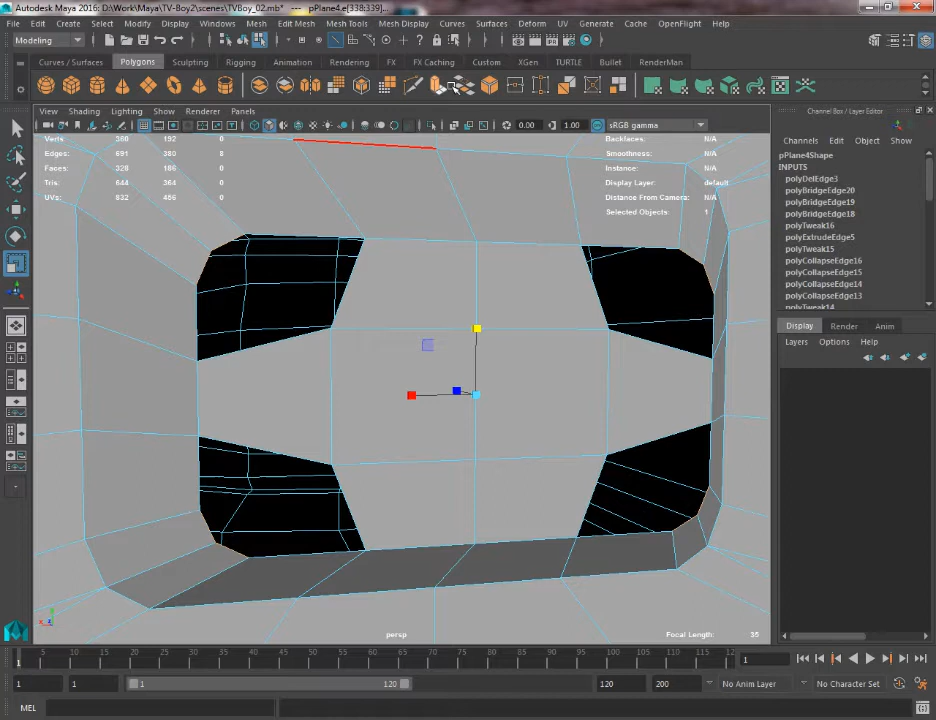 Autodesk Maya 2016: D:\Work\Maya\TV-Boy2\scenes\TVBoy_02.mb* --- pPlane4.e[338:339]...
File Edit Create Select Modify Display Windows Mesh Edit Mesh Mesh Tools Mesh Display Curves Surfaces Deform UV Generate Cache OpenFlight Help
Modeling
Curves / Surfaces Polygons Sculpting Rigging Animation Rendering FX FX Caching Custom XGen TURTLE Bullet RenderMan
View Shading Lighting Show Renderer Panels
Channel Box / Layer Editor
0.00 1.00 sRGB gamma
Channels Edit Object Show
Verts: 360 192 0
Edges: 691 380 8
Faces: 328 186 0
Tris: 644 364 0
UVs: 832 456 0
Backfaces: N/A
Smoothness: N/A
Instance: N/A
Display Layer: default
Distance From Camera: N/A
Selected Objects: 1
pPlane4Shape
INPUTS
polyDelEdge3
polyBridgeEdge20
polyBridgeEdge19
polyBridgeEdge18
polyTweak16
polyExtrudeEdge5
polyTweak15
polyCollapseEdge16
polyCollapseEdge15
polyCollapseEdge14
polyCollapseEdge13
polyTweak14
Display Render Anim
Layers Options Help
persp
Focal Length: 35
5 10 15 20 25 30 35 40 45 50 55 60 65 70 75 80 85 90 95 100 105 110 115 12
1
1
1 1 1 120 120 200 No Anim Layer No Character Set
MEL